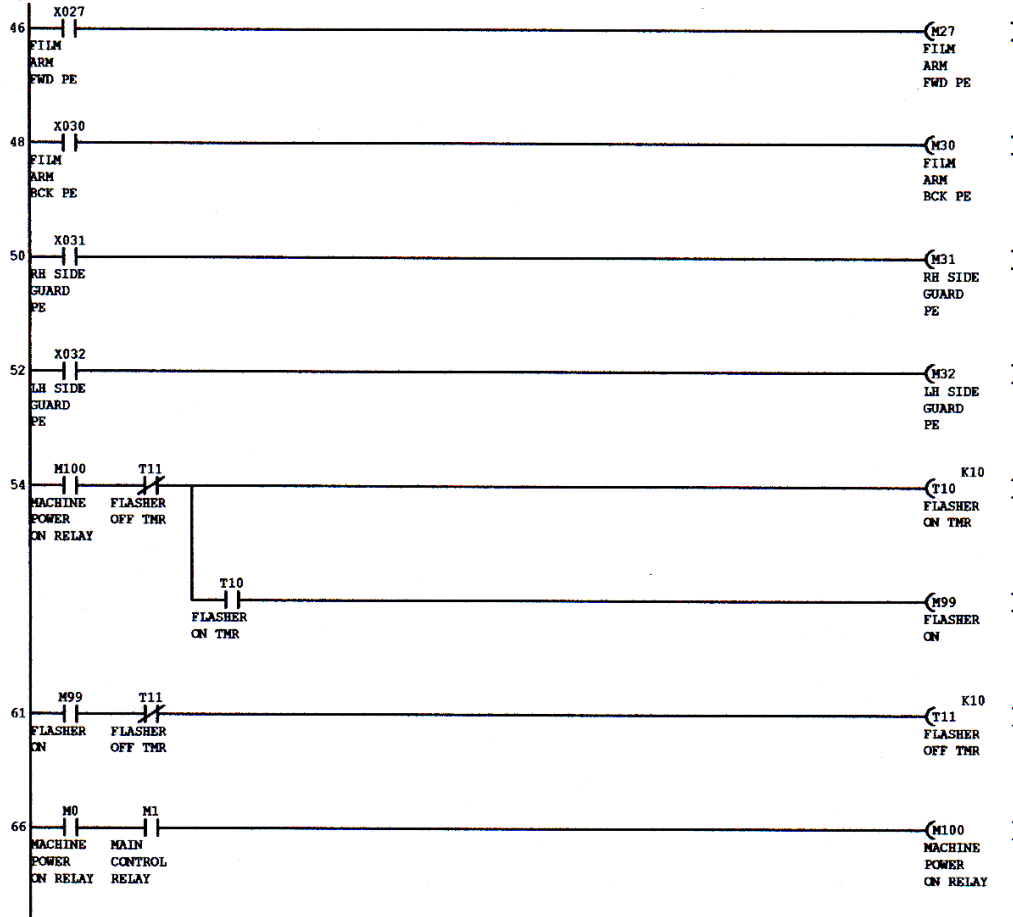 X027
46 (M27
FILM FILM
ARM ARM
FWD PE FWD PE
X030
48 (M30
FILM FILM
ARM ARM
BCK PE BCK PE
X031
50 (M31
RH SIDE RH SIDE
GUARD GUARD
PE PE
X032
52 (M32
LH SIDE LH SIDE
GUARD GUARD
PE PE
M100 T11 K10
54 (T10
MACHINE FLASHER FLASHER
POWER OFF TMR ON TMR
ON RELAY
T10
(M99
FLASHER FLASHER
ON TMR ON
M99 T11 K10
61 (T11
FLASHER FLASHER FLASHER
ON OFF TMR OFF TMR
M0 M1
66 (M100
MACHINE MAIN MACHINE
POWER CONTROL POWER
ON RELAY RELAY ON RELAY